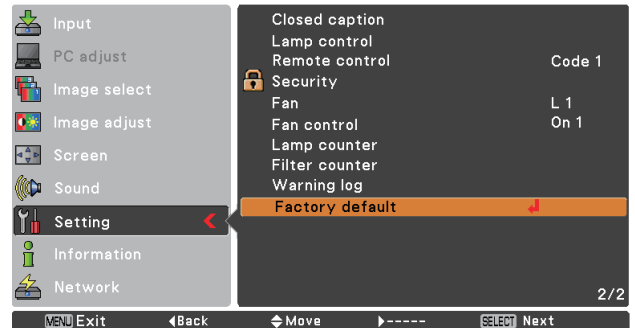 Input
PC adjust
Image select
Image adjust
Screen
Sound
Setting
Information
Network
Closed caption
Lamp control
Remote control Code 1
Security
Fan L 1
Fan control On 1
Lamp counter
Filter counter
Warning log
Factory default
2/2
MENU Exit Back Move ----- SELECT Next